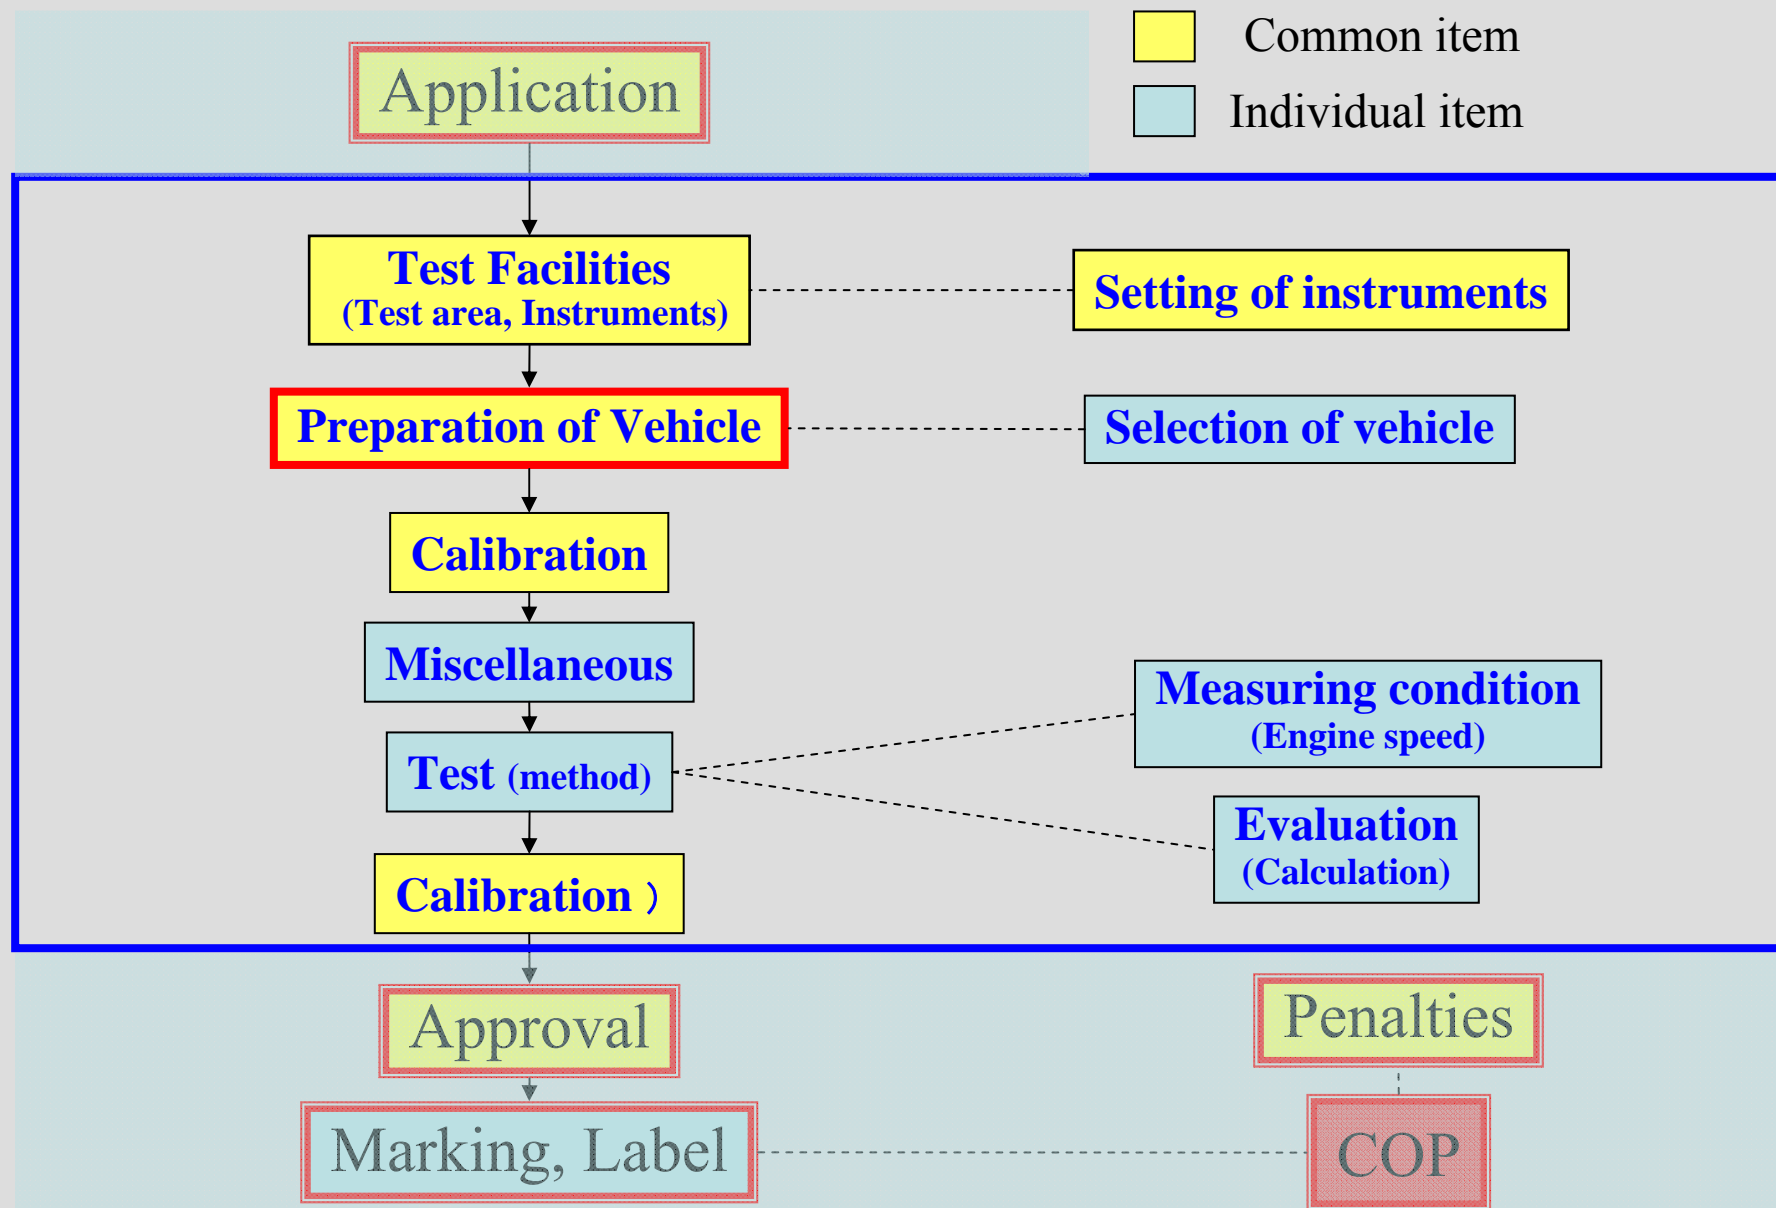 Common item
Individual item
Application
Test Facilities
(Test area, Instruments)
Setting of instruments
Preparation of Vehicle
Selection of vehicle
Calibration
Miscellaneous
Measuring condition
(Engine speed)
Test (method)
Evaluation
(Calculation)
Calibration )
Approval
Penalties
Marking, Label
COP